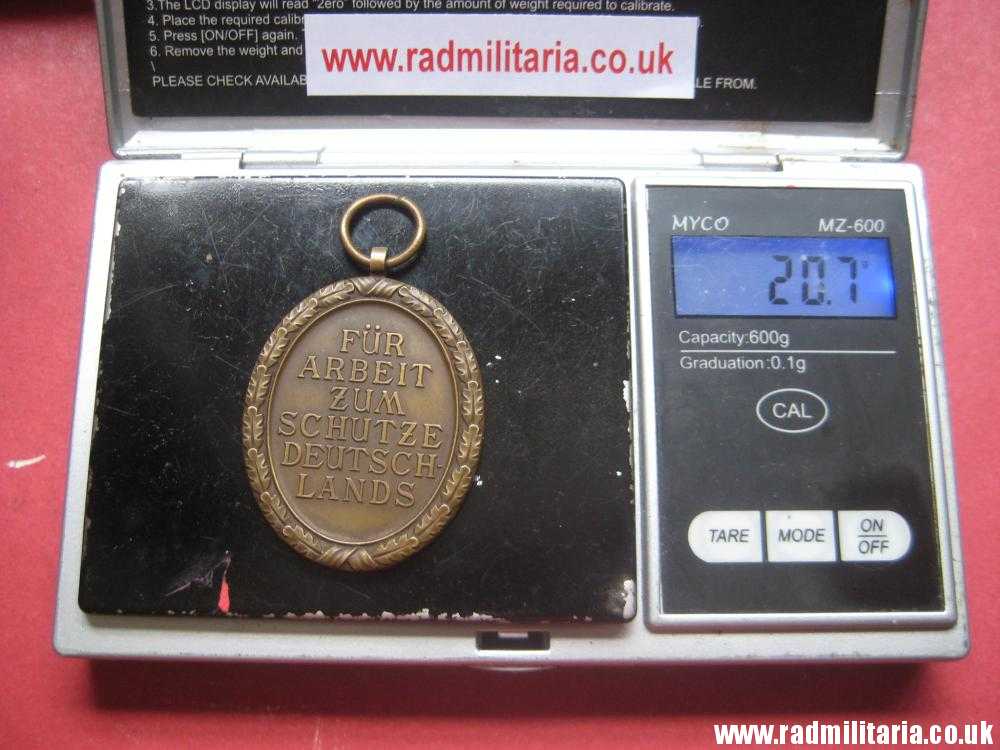 3.The LCD display will read "zero" followed by the amount of weight required to calibrate.
4. Place the required
5. Press [ON/OFF] again.
6. Remove the weight and
\
PLEASE CHECK LE FROM.
www.radmilitaria.co.uk
MYCO MZ-600
20.7
Capacity:600g
Graduation:0.1g
CAL
TARE MODE ON/OFF
FÜR
ARBEIT
ZUM
SCHUTZE
DEUTSCH-
LANDS
www.radmilitaria.co.uk